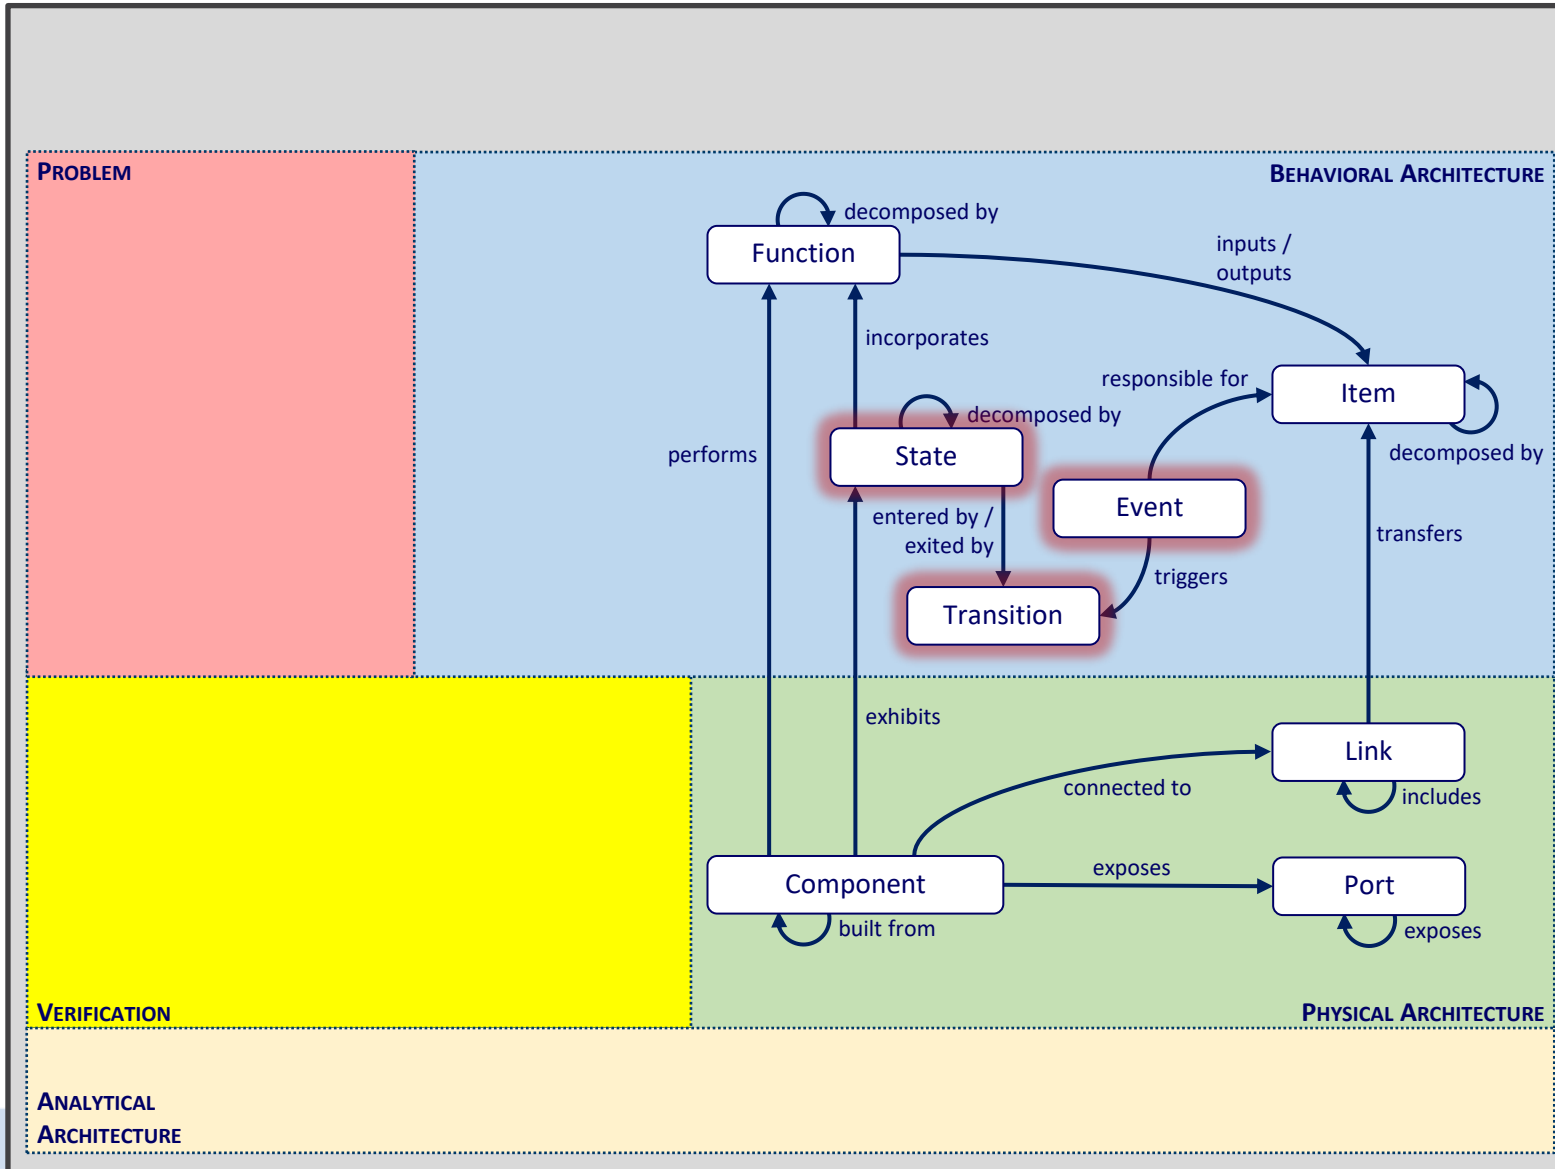 PROBLEM
BEHAVIORAL ARCHITECTURE
decomposed by
Function
inputs /
outputs
incorporates
responsible for
Item
decomposed by
decomposed by
performs
State
Event
entered by /
exited by
transfers
triggers
Transition
exhibits
Link
connected to
includes
exposes
Component
Port
built from
exposes
VERIFICATION
PHYSICAL ARCHITECTURE
ANALYTICAL
ARCHITECTURE